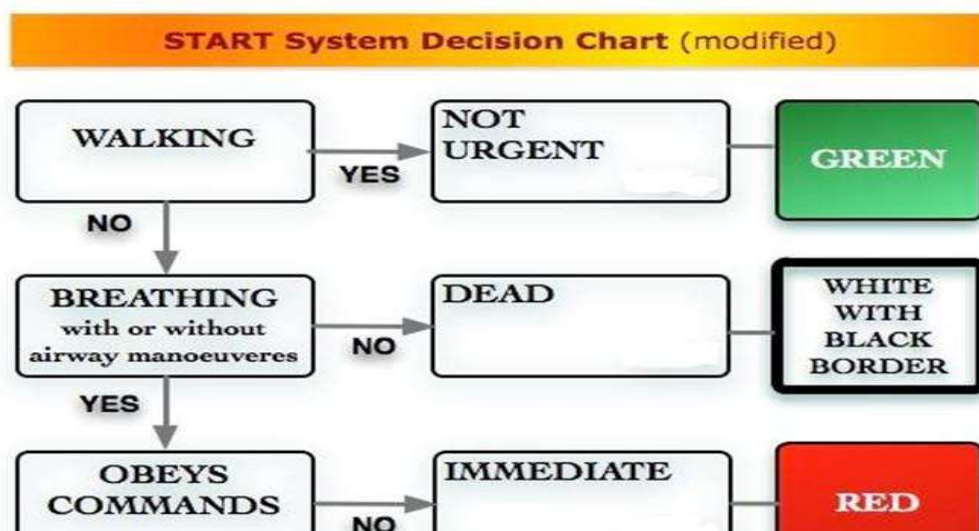 START System Decision Chart (modified)
WALKING
YES
NOT
URGENT
GREEN
NO
BREATHING
with or without
airway manoeuveres
NO
DEAD
WHITE
WITH
BLACK
BORDER
YES
OBEYS
COMMANDS
NO
IMMEDIATE
RED